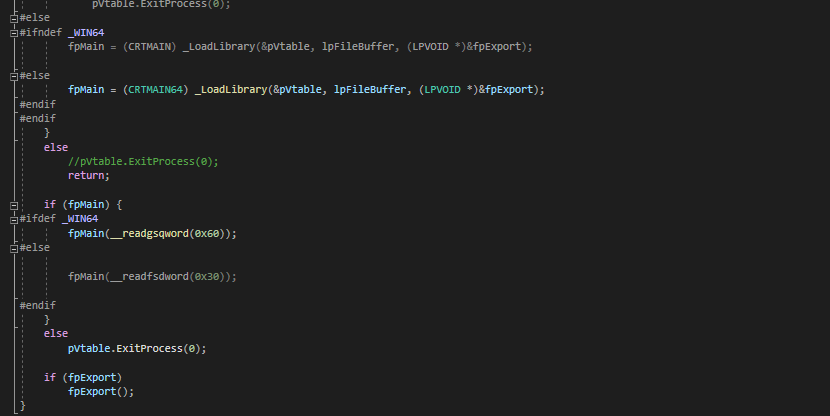 pVtable.ExitProcess(0);
#else
#ifndef _WIN64
fpMain = (CRTMAIN) _LoadLibrary(&pVtable, lpFileBuffer, (LPVOID *)&fpExport);
#else
fpMain = (CRTMAIN64) _LoadLibrary(&pVtable, lpFileBuffer, (LPVOID *)&fpExport);
#endif
#endif
}
else
//pVtable.ExitProcess(0);
return;
if (fpMain) {
#ifdef _WIN64
fpMain(__readgsqword(0x60));
#else
fpMain(__readfsdword(0x30));
#endif
}
else
pVtable.ExitProcess(0);
if (fpExport)
fpExport();
}